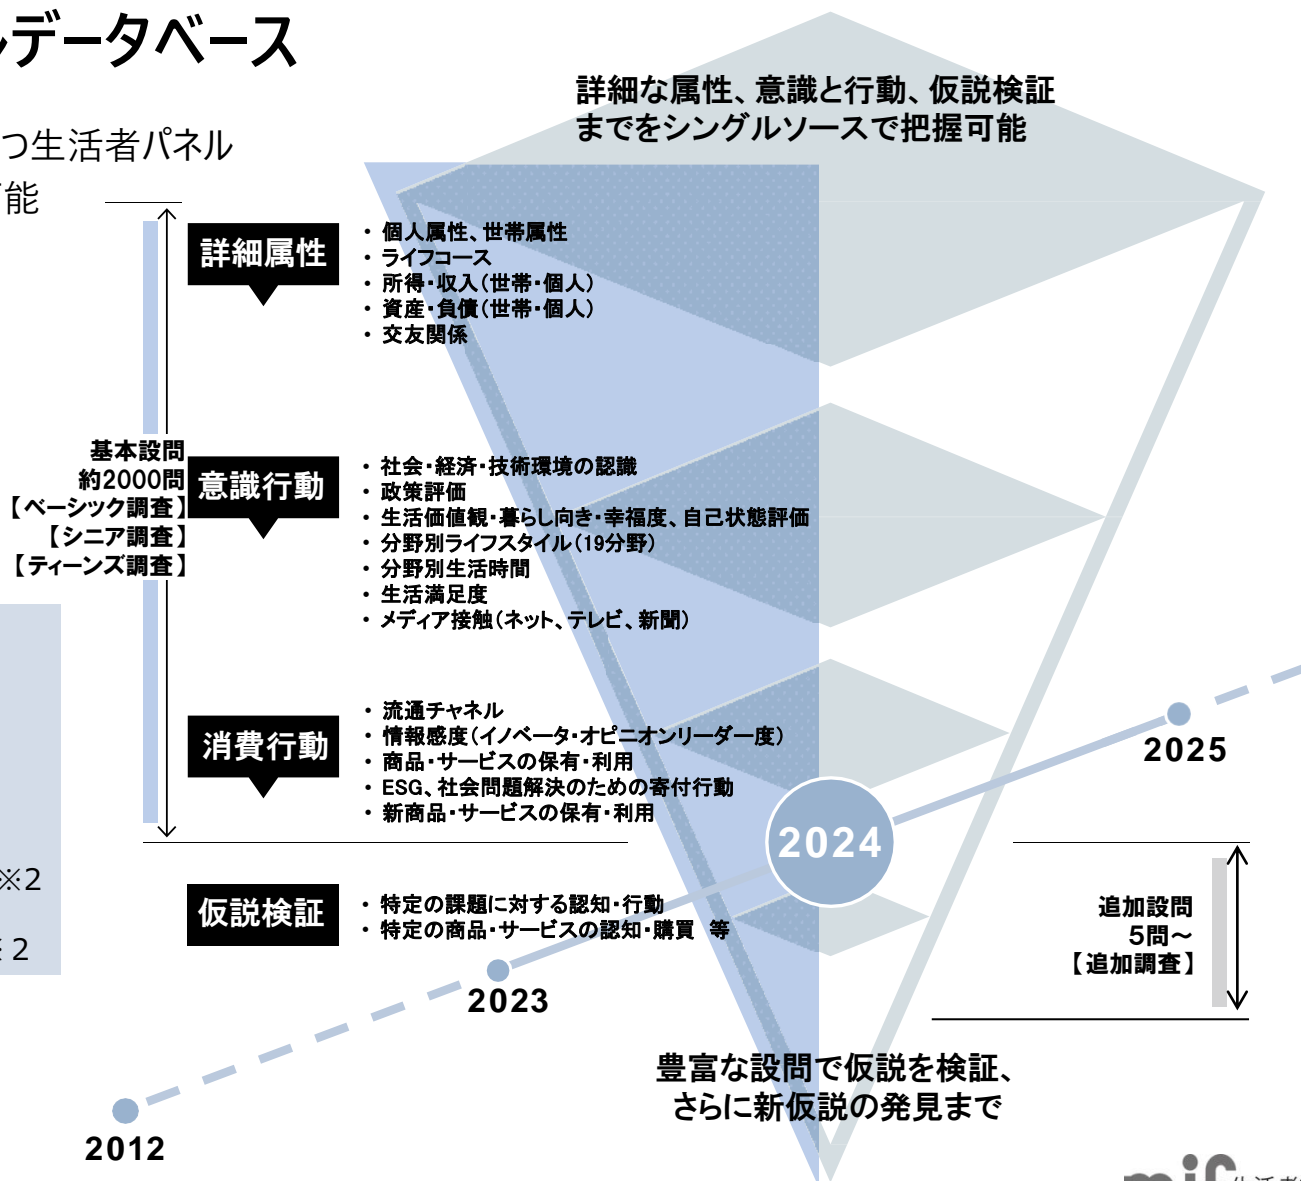 データベース
つ生活者パネル
能
詳細な属性、意識と行動、仮説検証
までをシングルソースで把握可能
詳細属性
・ 個人属性、世帯属性
・ ライフコース
・ 所得・収入（世帯・個人）
・ 資産・負債（世帯・個人）
・ 交友関係
基本設問
約2000問
【ベーシック調査】
【シニア調査】
【ティーンズ調査】
意識行動
・ 社会・経済・技術環境の認識
・ 政策評価
・ 生活価値観・暮らし向き・幸福度、自己状態評価
・ 分野別ライフスタイル（19分野）
・ 分野別生活時間
・ 生活満足度
・ メディア接触（ネット、テレビ、新聞）
消費行動
・ 流通チャネル
・ 情報感度（イノベータ・オピニオンリーダー度）
・ 商品・サービスの保有・利用
・ ESG、社会問題解決のための寄付行動
・ 新商品・サービスの保有・利用
※2
※2
仮説検証
・ 特定の課題に対する認知・行動
・ 特定の商品・サービスの認知・購買 等
追加設問
5問～
【追加調査】
2012
2023
2024
2025
豊富な設問で仮説を検証、
さらに新仮説の発見まで
mif